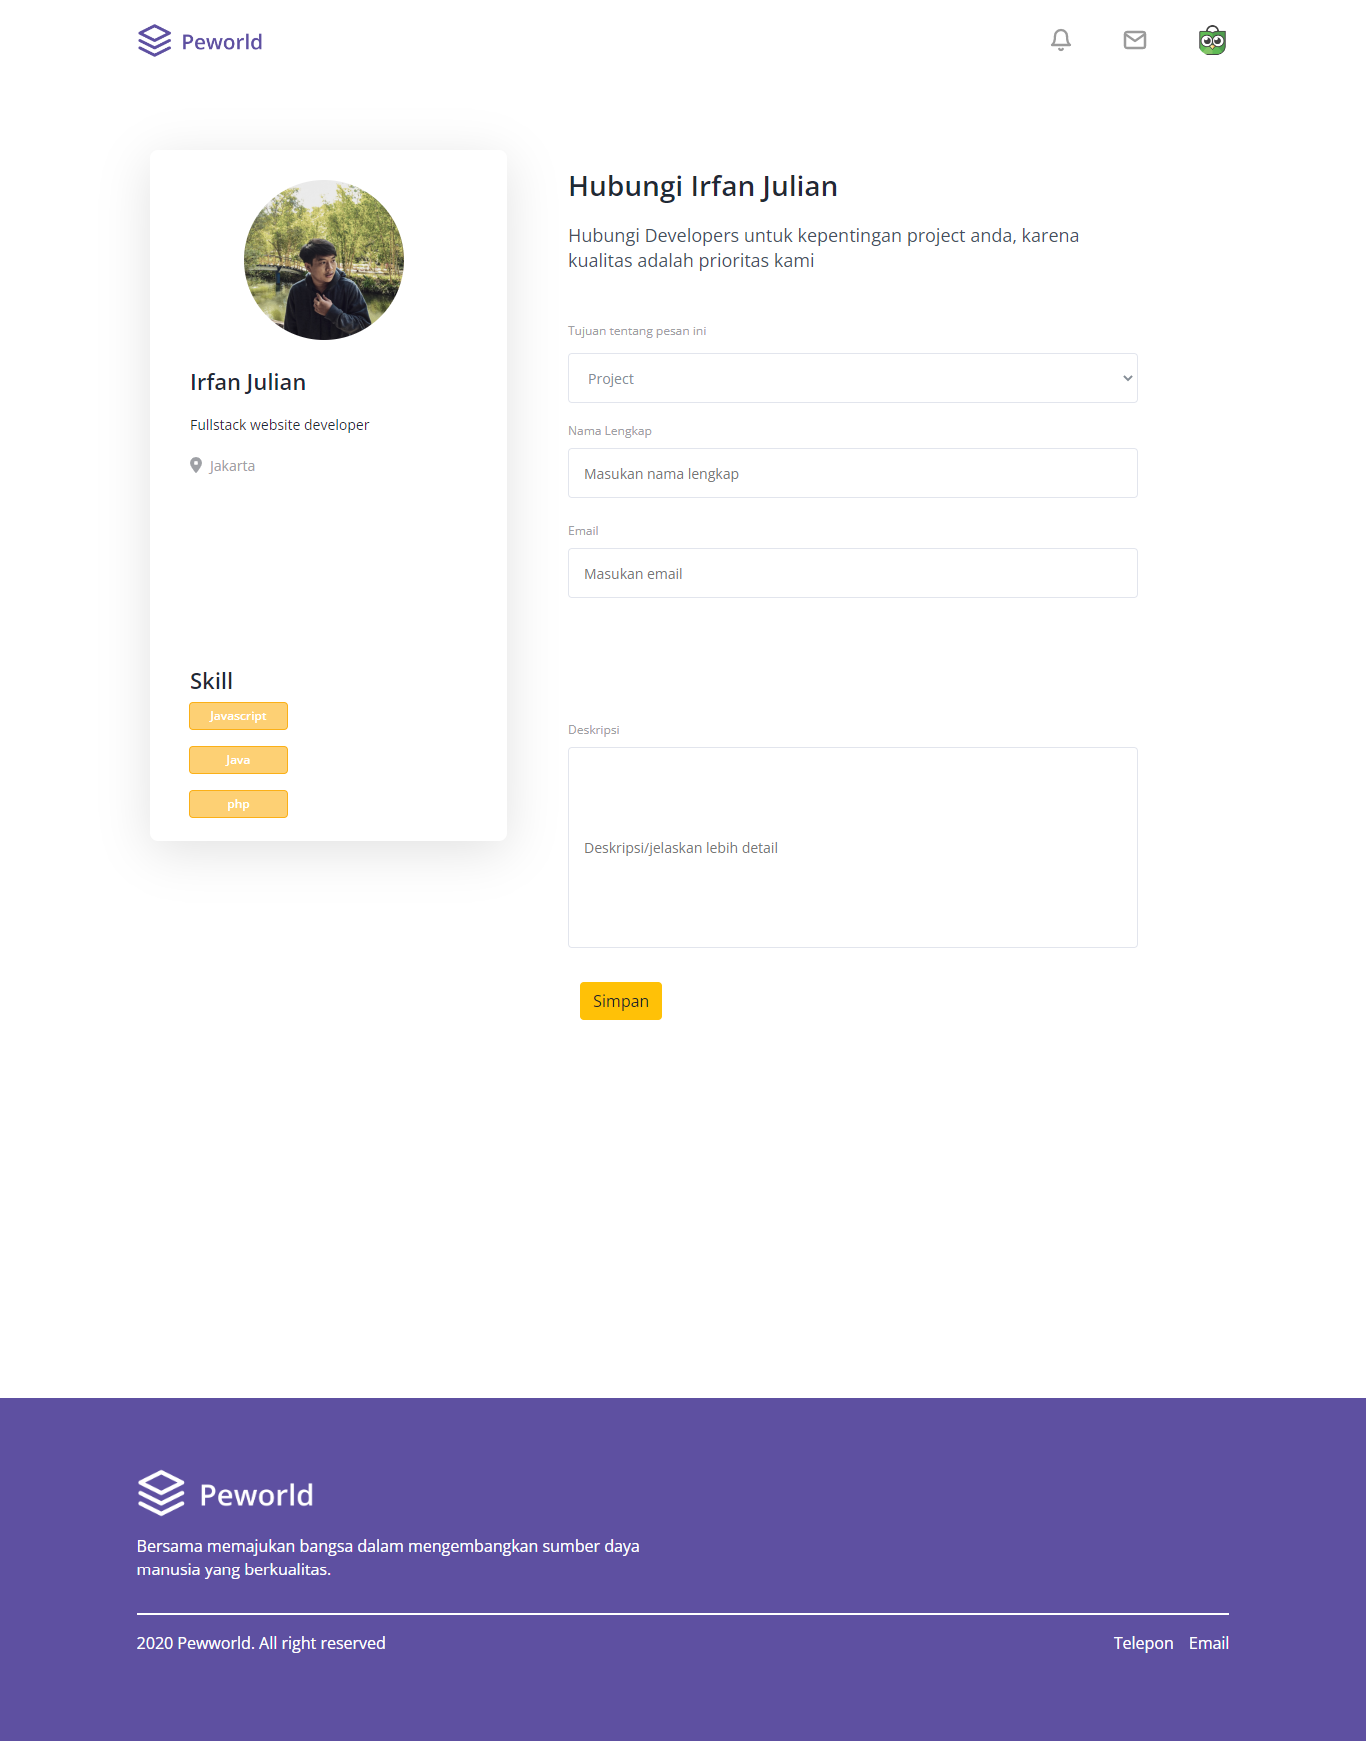 Peworld
Irfan Julian
Fullstack website developer
Jakarta
Skill
Javascript
Java
php
Hubungi Irfan Julian
Hubungi Developers untuk kepentingan project anda, karena
kualitas adalah prioritas kami
Tujuan tentang pesan ini
Project
Nama Lengkap
Masukan nama lengkap
Email
Masukan email
Deskripsi
Deskripsi/jelaskan lebih detail
Simpan
Peworld
Bersama memajukan bangsa dalam mengembangkan sumber daya
manusia yang berkualitas.
2020 Pewworld. All right reserved
Telepon Email